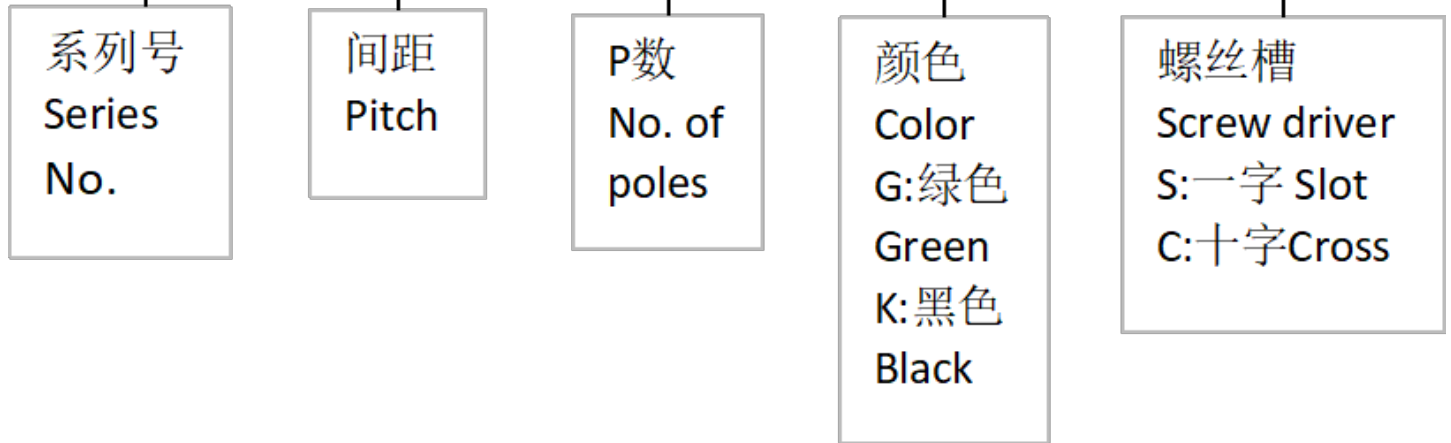 系列号
Series
No.
间距
Pitch
P数
No. of
poles
颜色
Color
G:绿色
Green
K:黑色
Black
螺丝槽
Screw driver
S:一字 Slot
C:十字Cross